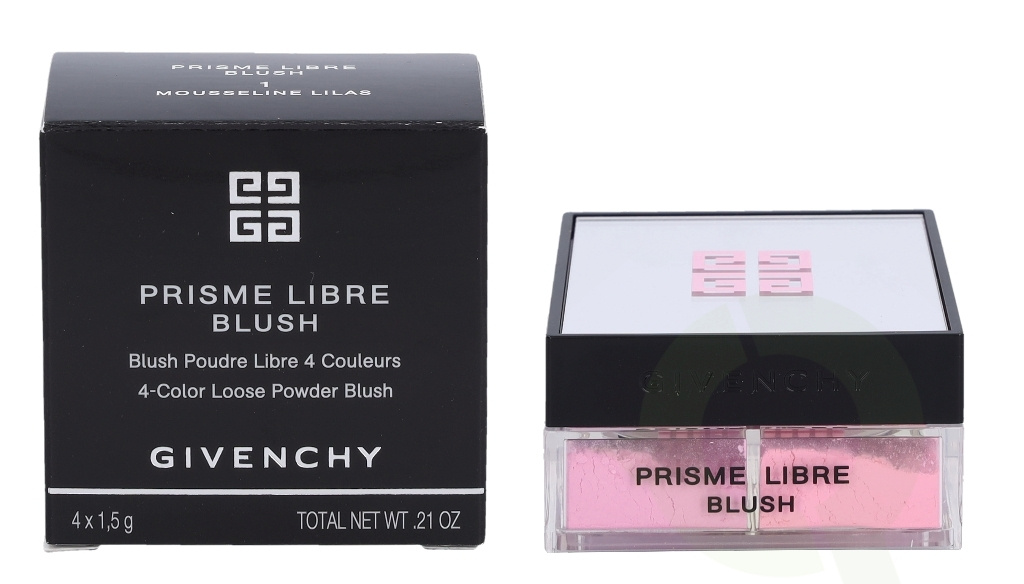 PRISME LIBRE
BLUSH
1
MOUSSELINE LILAS
PRISME LIBRE
BLUSH
Blush Poudre Libre 4 Couleurs
4-Color Loose Powder Blush
GIVENCHY
4 x 1,5 g
TOTAL NET WT .21 OZ
GIVENCHY
PRISME LIBRE
BLUSH